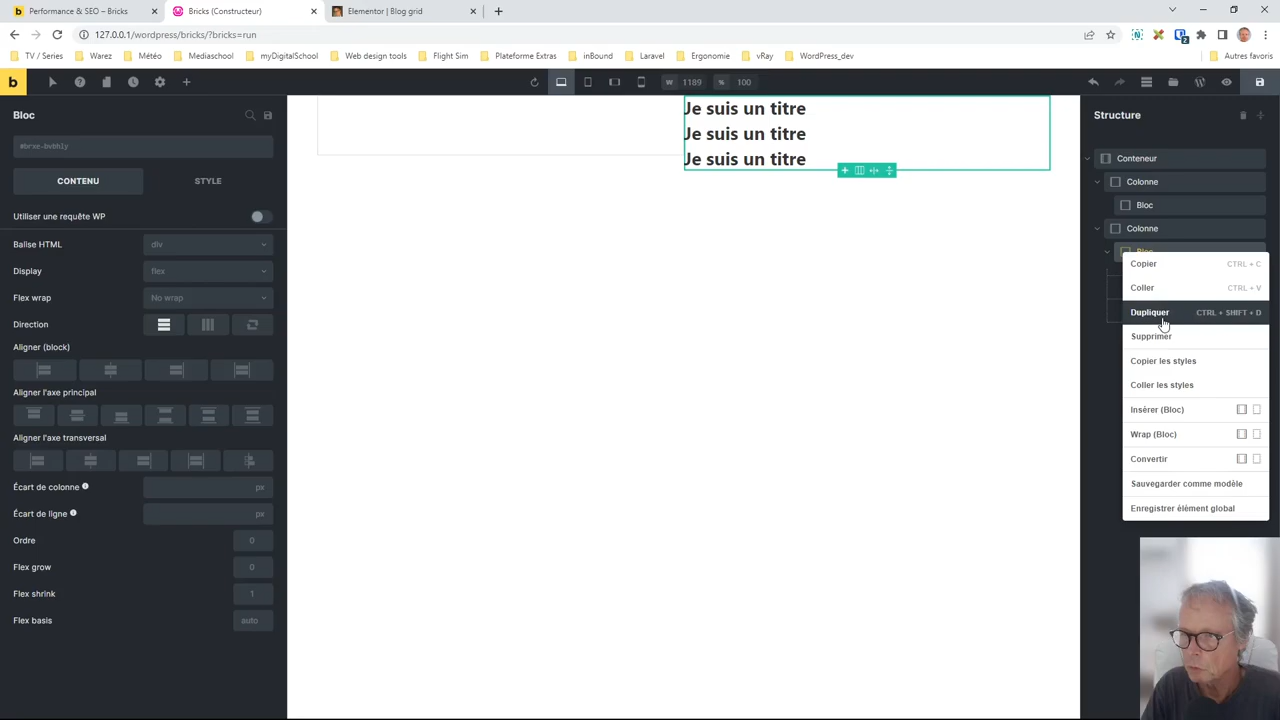 Performance & SEO – Bricks
Bricks (Constructeur)
Elementor | Blog grid
127.0.0.1/wordpress/bricks/?bricks=run
TV / Series
Warez
Météo
Mediaschool
myDigitalSchool
Web design tools
Flight Sim
Plateforme Extras
inBound
Laravel
Ergonomie
vRay
WordPress_dev
Autres favoris
b
W 1189 % 100
Bloc
#brxe-bvbhly
CONTENU
STYLE
Utiliser une requête WP
Balise HTML
div
Display
flex
Flex wrap
No wrap
Direction
Aligner (block)
Aligner l'axe principal
Aligner l'axe transversal
Écart de colonne
px
Écart de ligne
px
Ordre
0
Flex grow
0
Flex shrink
1
Flex basis
auto
Je suis un titre
Je suis un titre
Je suis un titre
Structure
Conteneur
Colonne
Bloc
Colonne
Bloc
Copier CTRL + C
Coller CTRL + V
Dupliquer CTRL + SHIFT + D
Supprimer
Copier les styles
Coller les styles
Insérer (Bloc)
Wrap (Bloc)
Convertir
Sauvegarder comme modèle
Enregistrer élément global